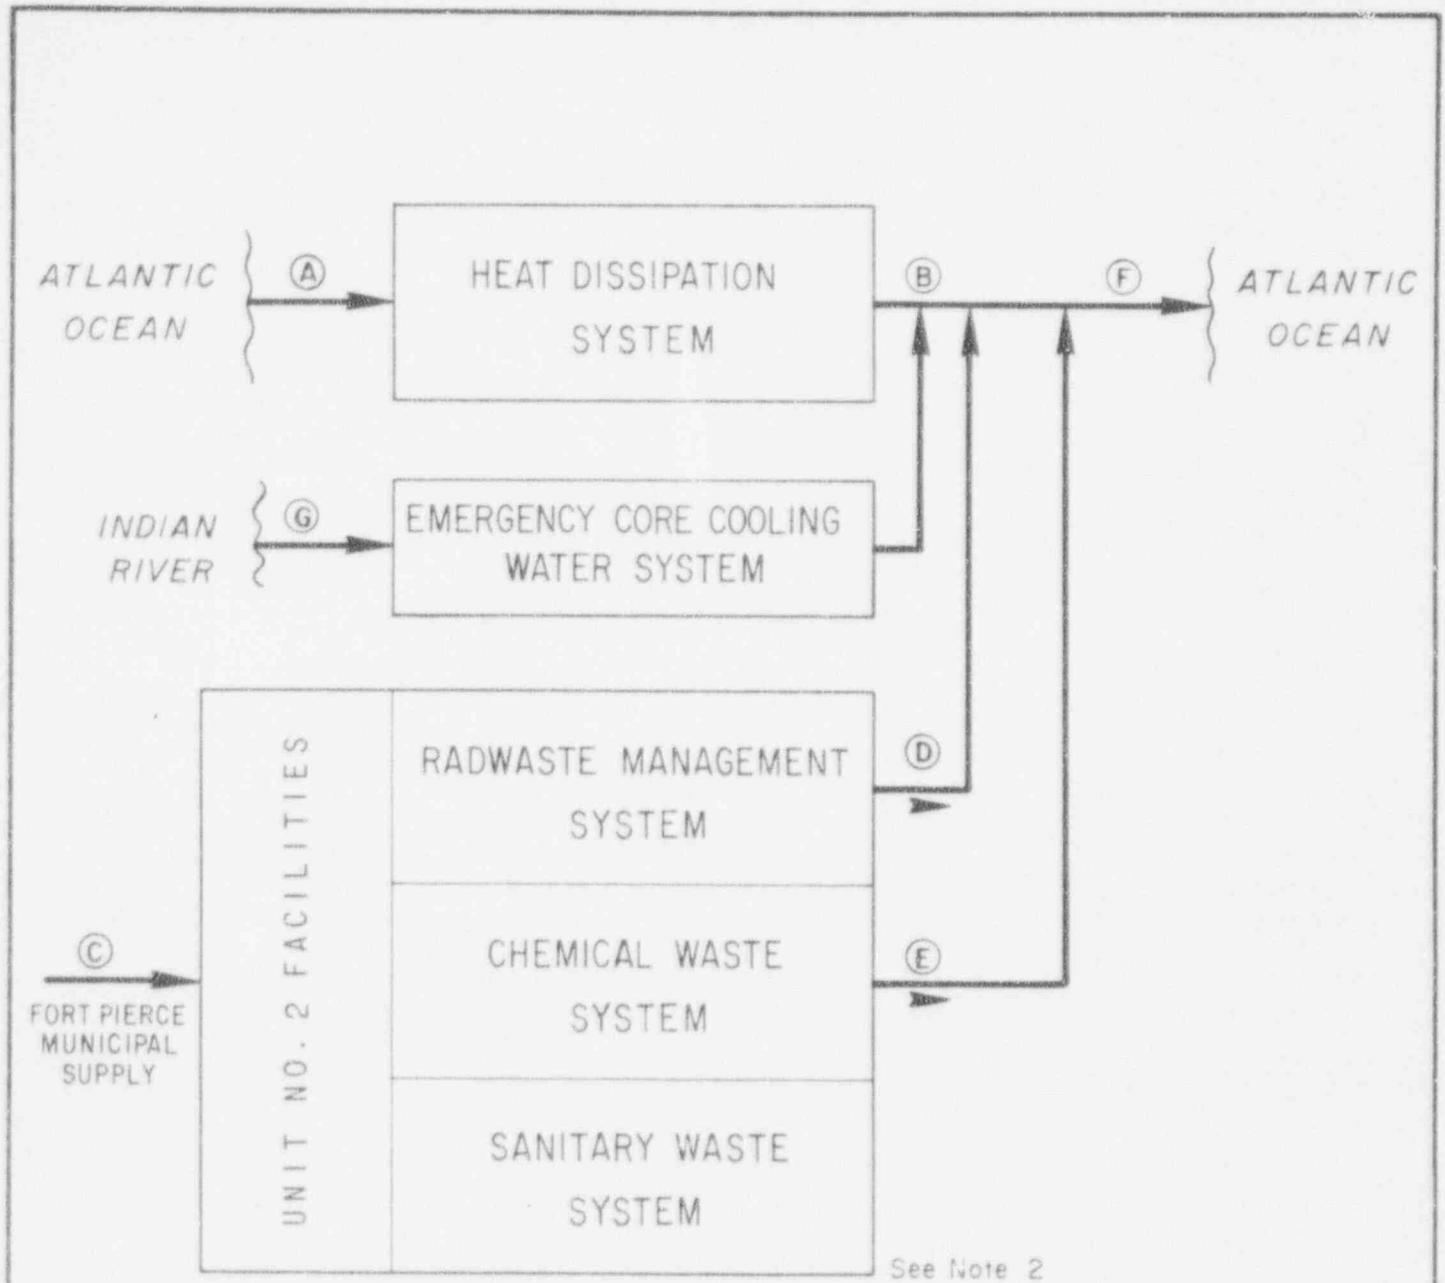 ATLANTIC
OCEAN
Ⓐ
HEAT DISSIPATION
SYSTEM
Ⓑ
Ⓕ
ATLANTIC
OCEAN
INDIAN
RIVER
Ⓖ
EMERGENCY CORE COOLING
WATER SYSTEM
UNIT NO. 2 FACILITIES
RADWASTE MANAGEMENT
SYSTEM
Ⓓ
Ⓒ
FORT PIERCE
MUNICIPAL
SUPPLY
CHEMICAL WASTE
SYSTEM
Ⓔ
SANITARY WASTE
SYSTEM
See Note 2